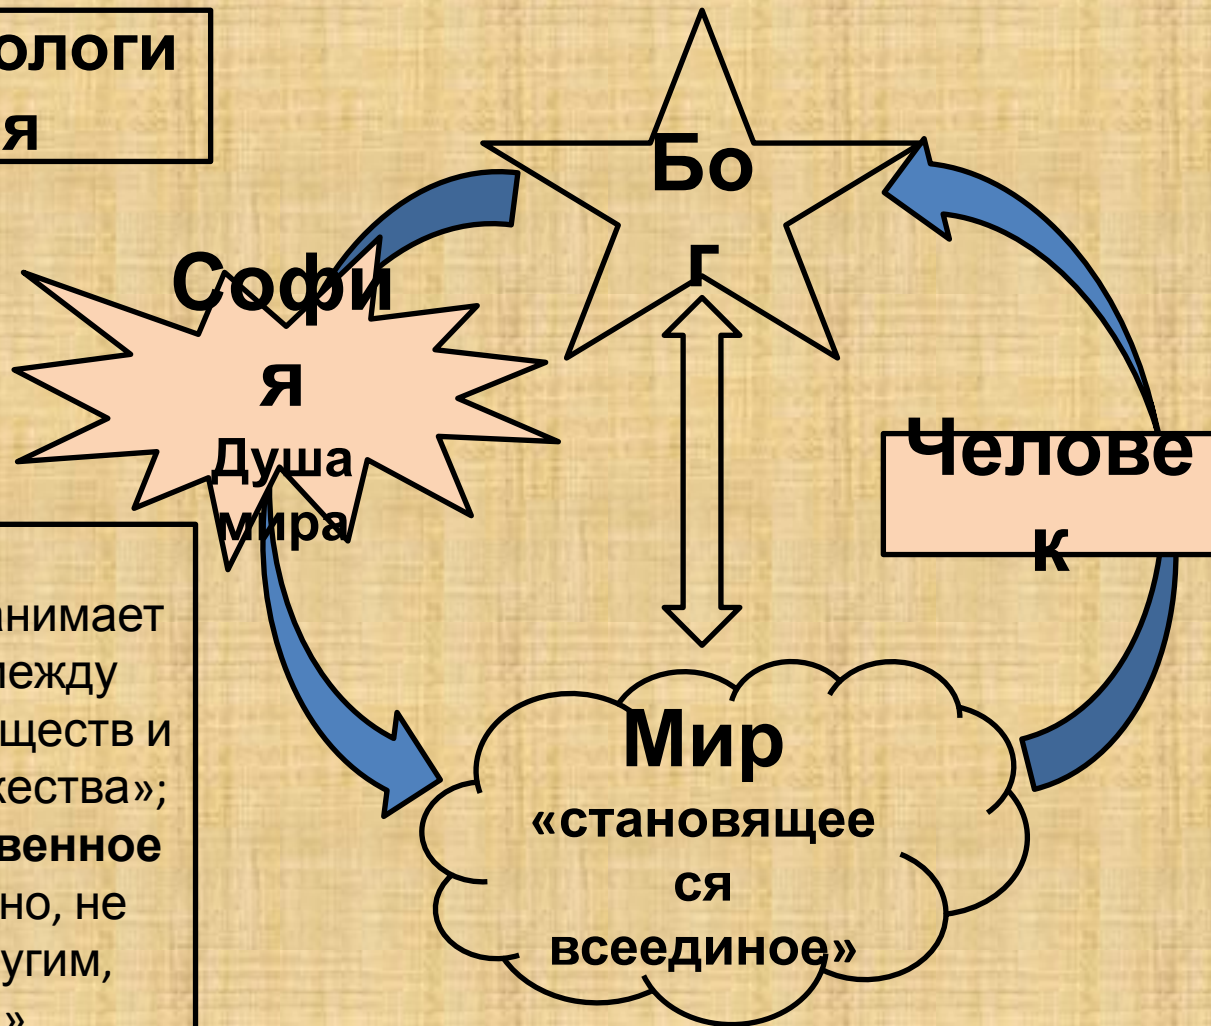 ологи
я
Бо
г
Софи
я
Душа
мира
Челове
к
анимает
между
ществ и
жества»;
венное
но, не
угим,
»
Мир
«становящее
ся
всеединое»